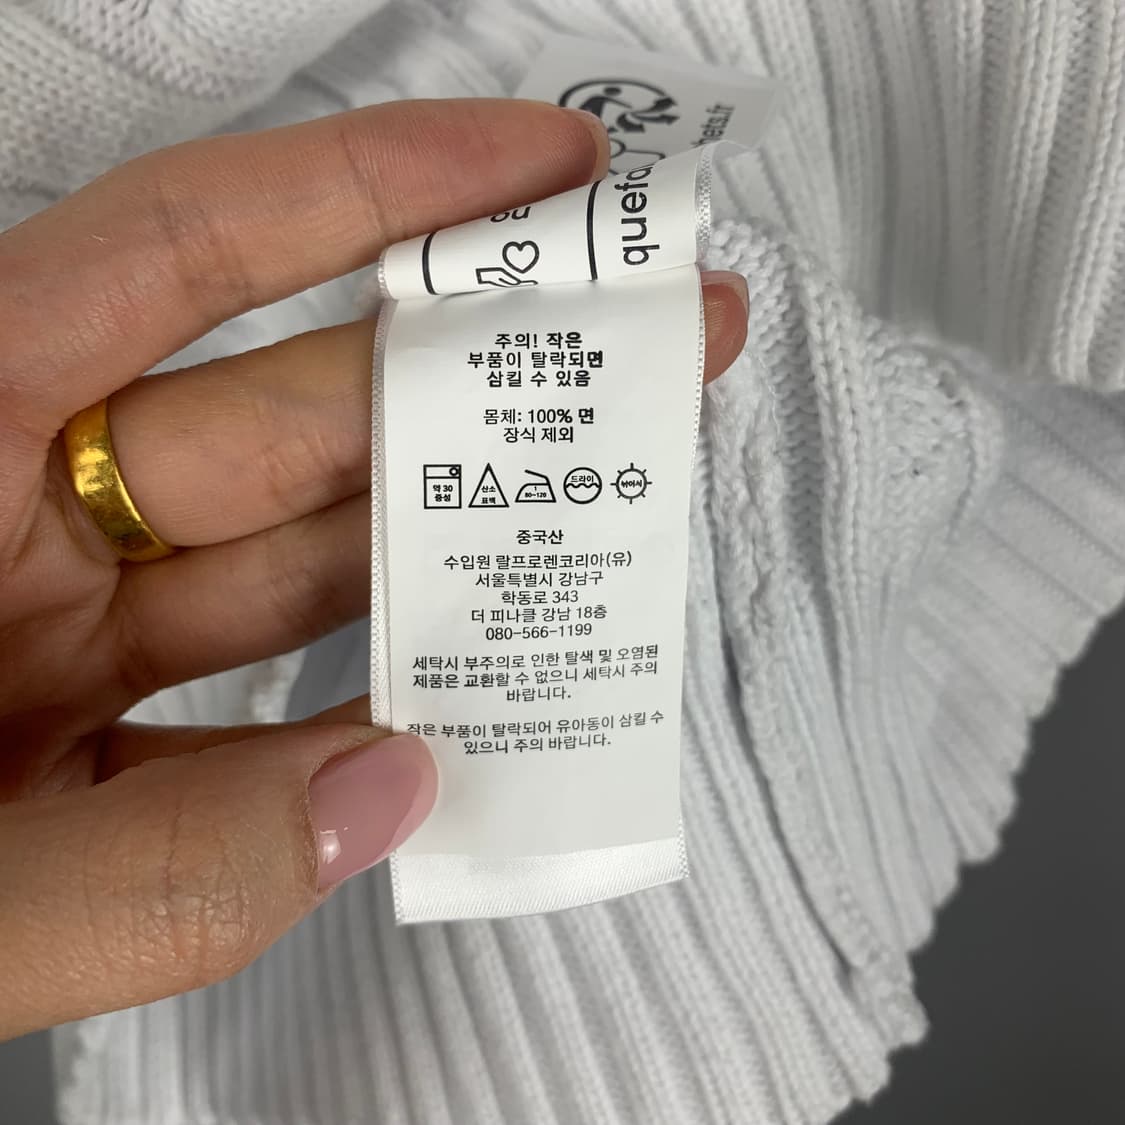 hets.fr
quefa
주의! 작은
부품이 탈락되면
삼킬 수 있음
몸체: 100% 면
장식 제외
약 30
중성
산소
표백
1
80-120
드라이
뉘어서
중국산
수입원 랄프로렌코리아(유)
서울특별시 강남구
학동로 343
더 피나클 강남 18층
080-566-1199
세탁시 부주의로 인한 탈색 및 오염된
제품은 교환할 수 없으니 세탁시 주의
바랍니다.
작은 부품이 탈락되어 유아동이 삼킬 수
있으니 주의 바랍니다.